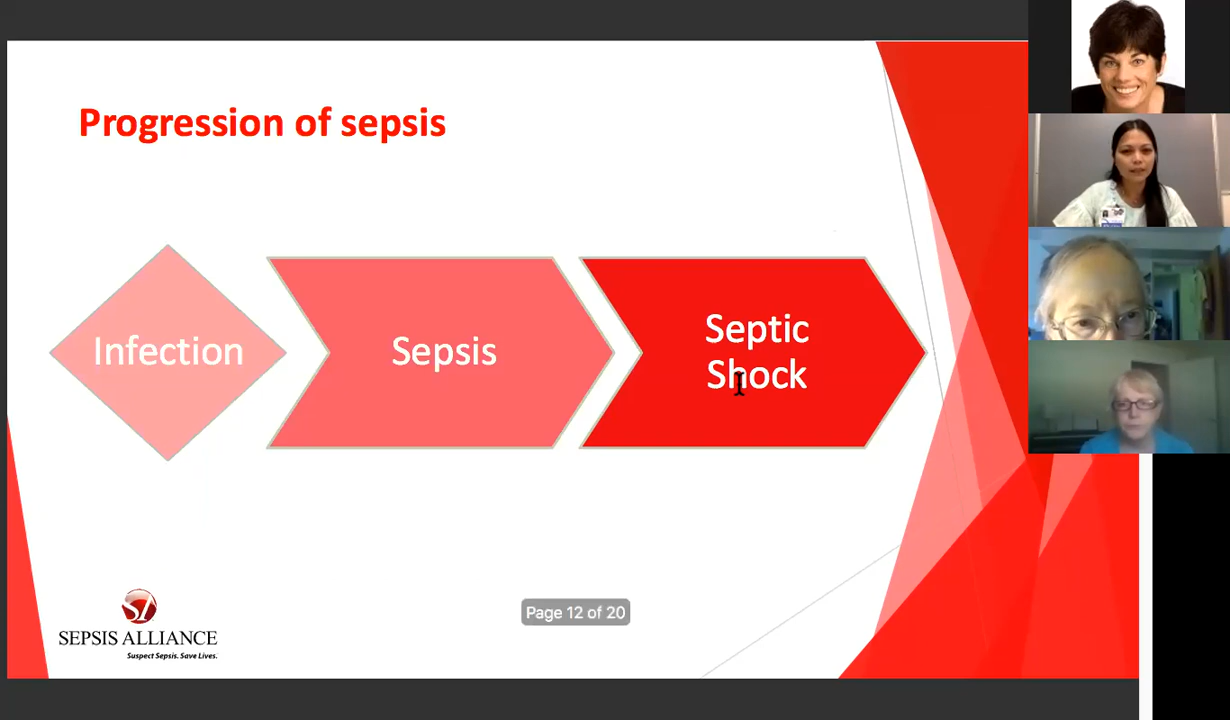 Progression of sepsis
Infection
Sepsis
Septic
Shock
Page 12 of 20
SEPSIS ALLIANCE
Suspect Sepsis. Save Lives.